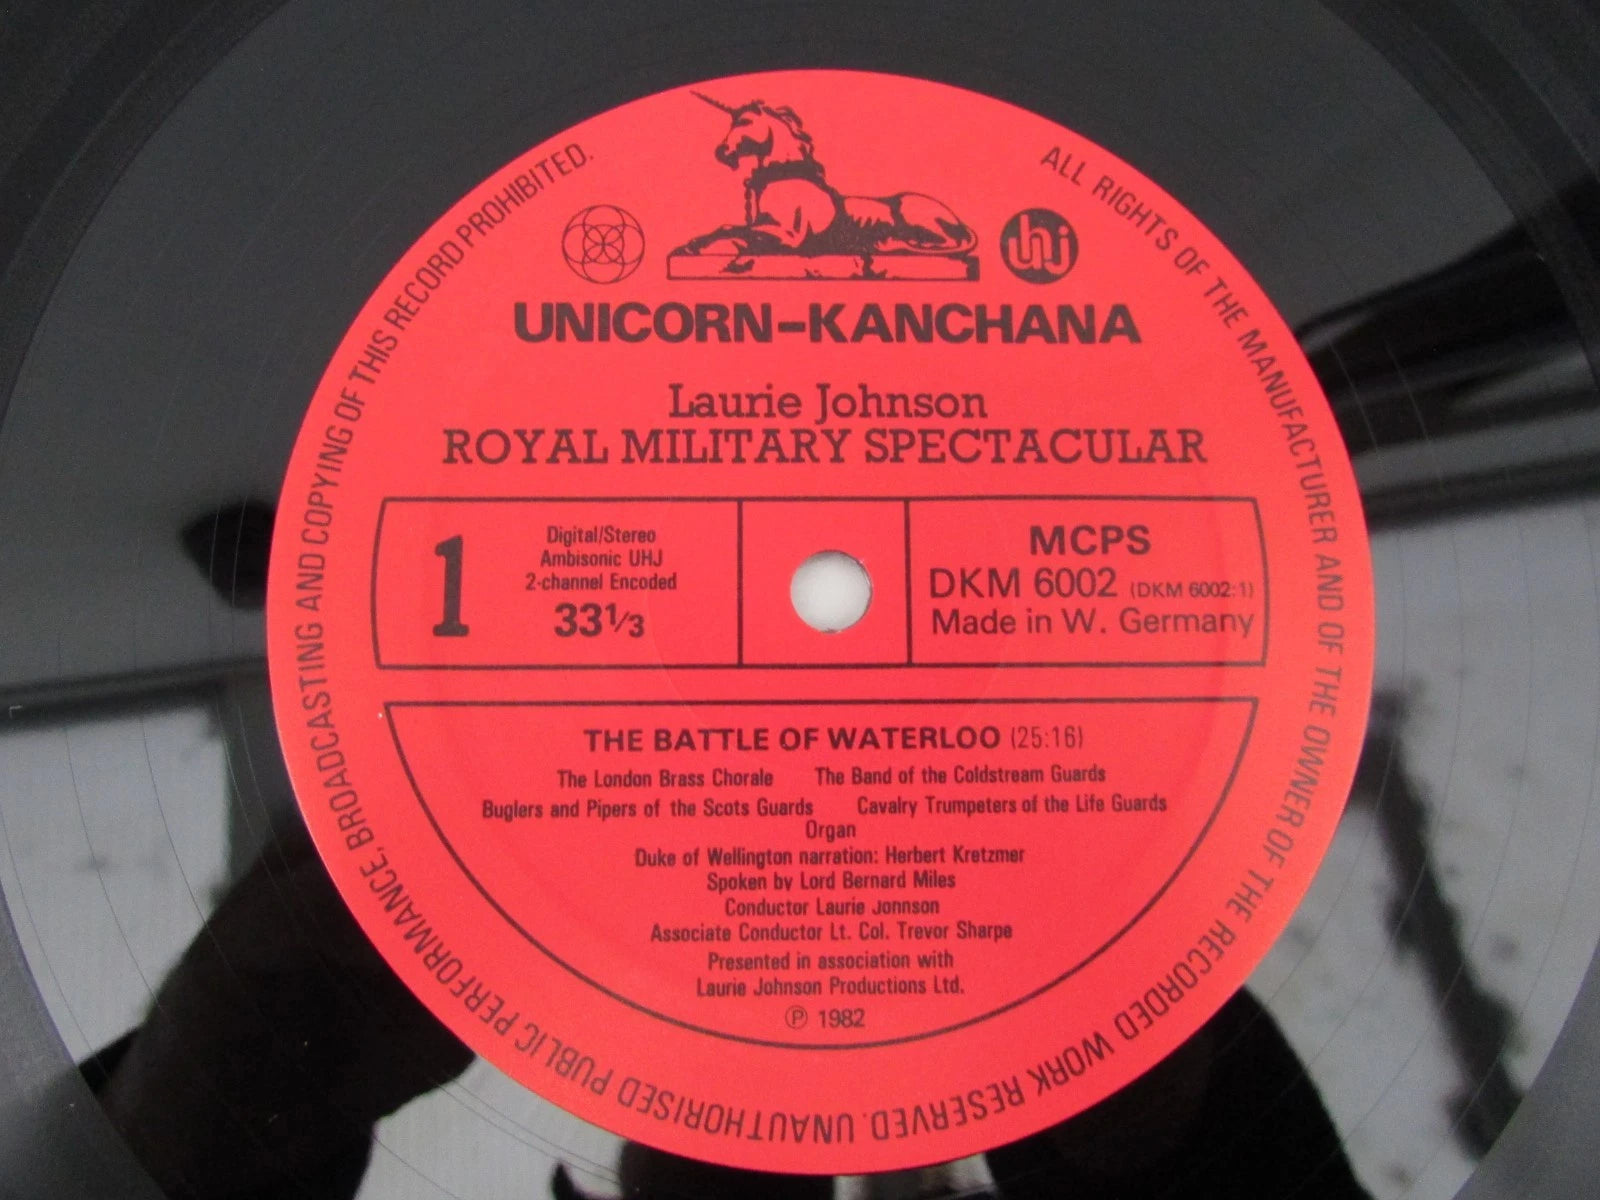 uhj
UNICORN-KANCHANA
Laurie Johnson
ROYAL MILITARY SPECTACULAR
1
Digital/Stereo
Ambisonic UHJ
2-channel Encoded
33 1/3
MCPS
DKM 6002 (DKM 6002:1)
Made in W. Germany
THE BATTLE OF WATERLOO (25:16)
The London Brass Chorale The Band of the Coldstream Guards
Buglers and Pipers of the Scots Guards Cavalry Trumpeters of the Life Guards
Organ
Duke of Wellington narration: Herbert Kretzmer
Spoken by Lord Bernard Miles
Conductor Laurie Johnson
Associate Conductor Lt. Col. Trevor Sharpe
Presented in association with
Laurie Johnson Productions Ltd.
℗ 1982
ALL RIGHTS OF THE MANUFACTURER AND OF THE OWNER OF THE RECORDED WORK RESERVED. UNAUTHORISED PUBLIC PERFORMANCE, BROADCASTING AND COPYING OF THIS RECORD PROHIBITED.